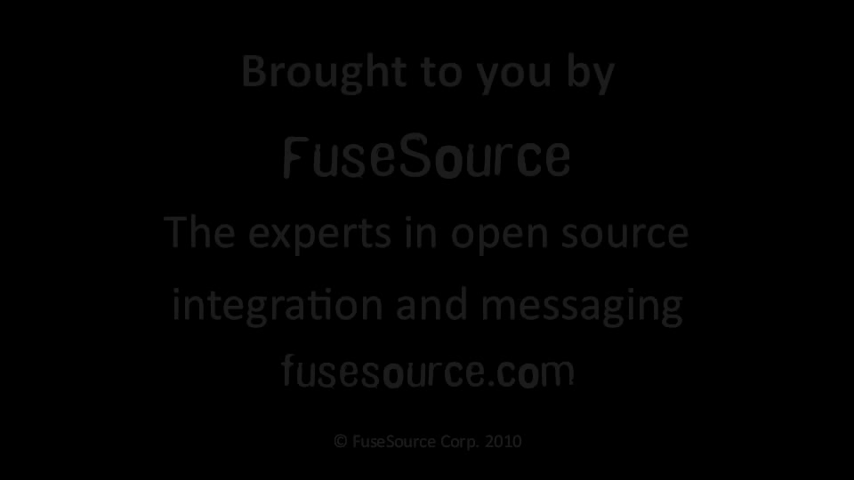 Brought to you by
FuseSource
The experts in open source
integration and messaging
fusesource.com
© FuseSource Corp. 2010